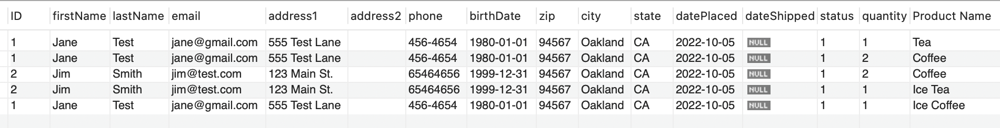 ID firstName lastName email address1 address2 phone birthDate zip city state datePlaced dateShipped status quantity Product Name
1 Jane Test jane@gmail.com 555 Test Lane 456-4654 1980-01-01 94567 Oakland CA 2022-10-05 NULL 1 1 Tea
1 Jane Test jane@gmail.com 555 Test Lane 456-4654 1980-01-01 94567 Oakland CA 2022-10-05 NULL 1 2 Coffee
2 Jim Smith jim@test.com 123 Main St. 65464656 1999-12-31 94567 Oakland CA 2022-10-05 NULL 1 2 Coffee
2 Jim Smith jim@test.com 123 Main St. 65464656 1999-12-31 94567 Oakland CA 2022-10-05 NULL 1 1 Ice Tea
1 Jane Test jane@gmail.com 555 Test Lane 456-4654 1980-01-01 94567 Oakland CA 2022-10-05 NULL 1 1 Ice Coffee